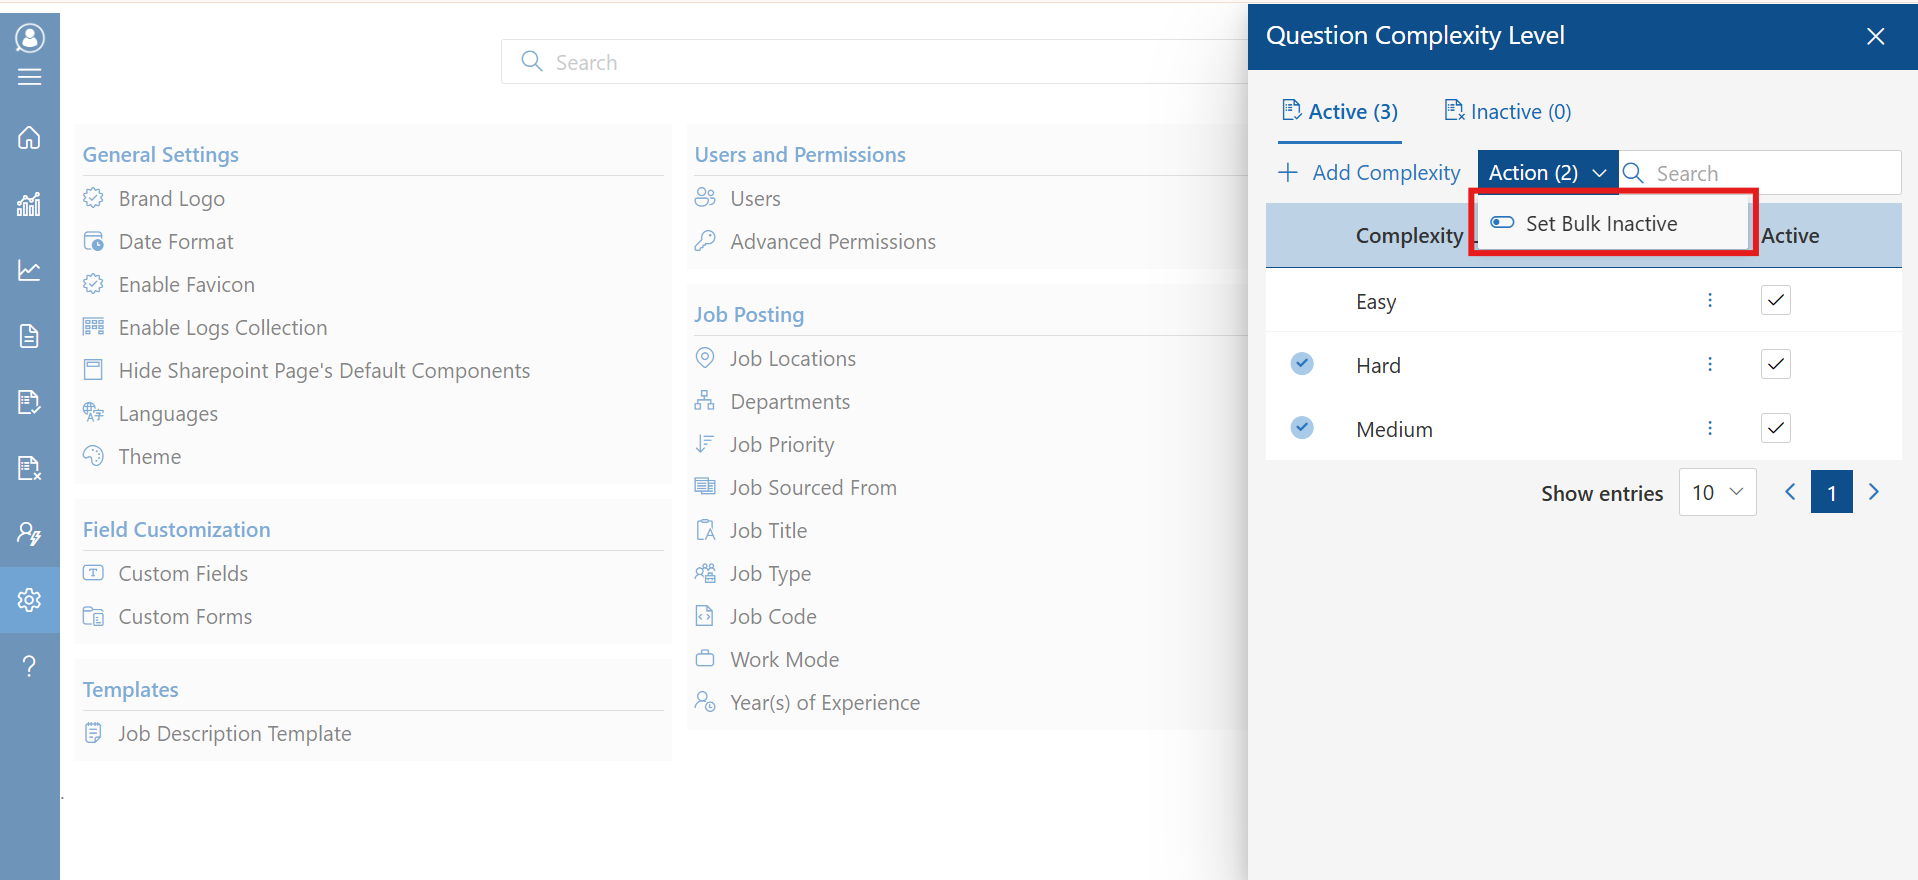 Search
General Settings
Brand Logo
Date Format
Enable Favicon
Enable Logs Collection
Hide Sharepoint Page's Default Components
Languages
Theme
Field Customization
Custom Fields
Custom Forms
Templates
Job Description Template
Users and Permissions
Users
Advanced Permissions
Job Posting
Job Locations
Departments
Job Priority
Job Sourced From
Job Title
Job Type
Job Code
Work Mode
Year(s) of Experience
Question Complexity Level
Active (3) Inactive (0)
Add Complexity Action (2) Search
Set Bulk Inactive
Complexity Active
Easy
Hard
Medium
Show entries 10 1